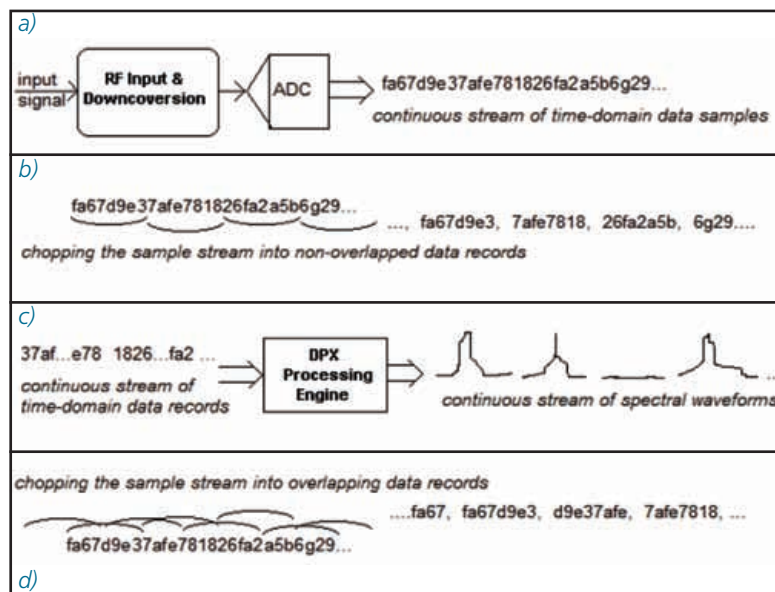 a)
input
signal
RF Input &
Downcoversion
ADC
fa67d9e37afe781826fa2a5b6g29...
continuous stream of time-domain data samples
b)
fa67d9e37afe781826fa2a5b6g29...
..., fa67d9e3, 7afe7818, 26fa2a5b, 6g29....
chopping the sample stream into non-overlapped data records
c)
37af...e78 1826...fa2 ...
continuous stream of
time-domain data records
DPX
Processing
Engine
...
continuous stream of spectral waveforms
chopping the sample stream into overlapping data records
....fa67, fa67d9e3, d9e37afe, 7afe7818, ...
fa67d9e37afe781826fa2a5b6g29...
d)